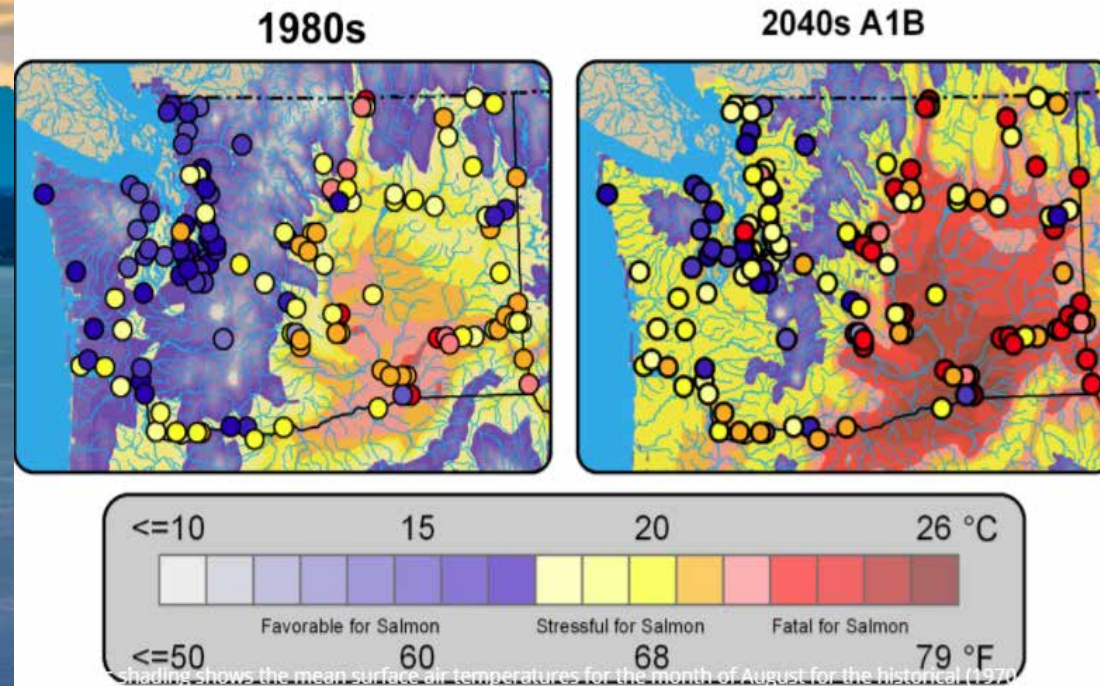 1980s
2040s A1B
<=10 15 20 26 °C
Favorable for Salmon Stressful for Salmon Fatal for Salmon
<=50 60 68 79 °F
shading shows the mean surface air temperatures for the month of August for the historical (1970